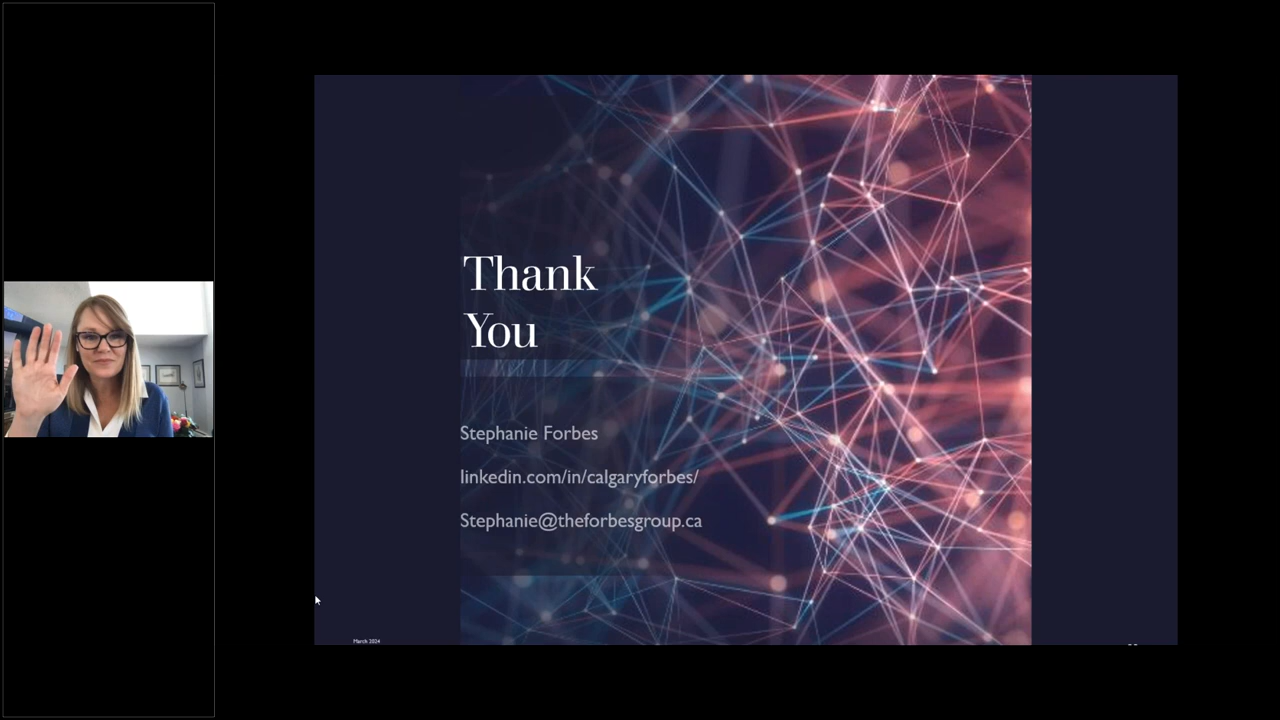 Thank
You
Stephanie Forbes
linkedin.com/in/calgaryforbes/
Stephanie@theforbesgroup.ca
March 2024